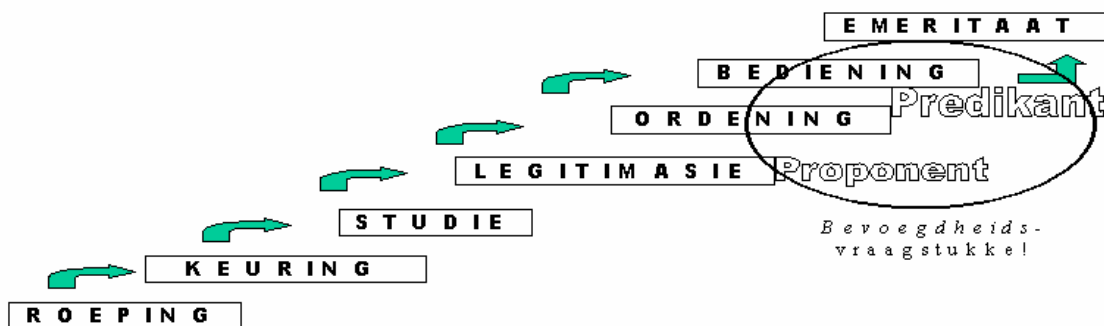 EMERITAAT
BEDIENING
Predikant
ORDENING
LEGITIMASIE Proponent
STUDIE
Bevoegdheids-
vraagstukke!
KEURING
ROEPING